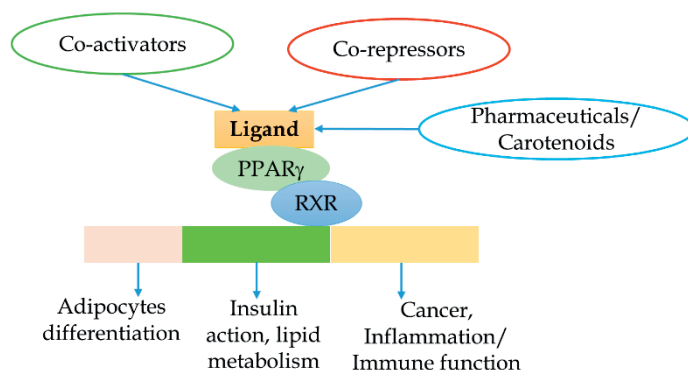 Co-activators
Co-repressors
Ligand
Pharmaceuticals/
Carotenoids
PPARγ
RXR
Adipocytes
differentiation
Insulin
action, lipid
metabolism
Cancer,
Inflammation/
Immune function